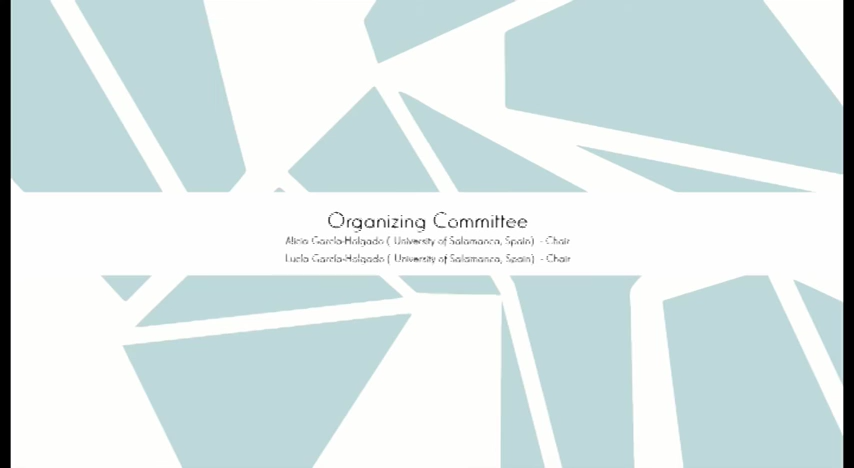 Organizing Committee
Alicia García-Holgado ( University of Salamanca, Spain) - Chair
Lucía García-Holgado ( University of Salamanca, Spain) - Chair